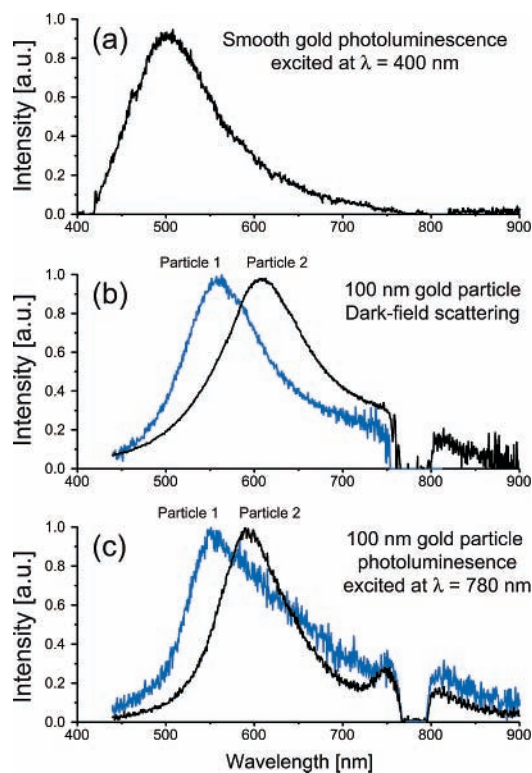 (a)
Smooth gold photoluminescence
excited at λ = 400 nm
Intensity [a.u.]
1.0
0.8
0.6
0.4
0.2
0.0
400 500 600 700 800 900
Particle 1 Particle 2
(b)
100 nm gold particle
Dark-field scattering
Intensity [a.u.]
1.0
0.8
0.6
0.4
0.2
0.0
400 500 600 700 800 900
Particle 1 Particle 2
(c)
100 nm gold particle
photoluminesence
excited at λ = 780 nm
Intensity [a.u.]
1.0
0.8
0.6
0.4
0.2
0.0
400 500 600 700 800 900
Wavelength [nm]